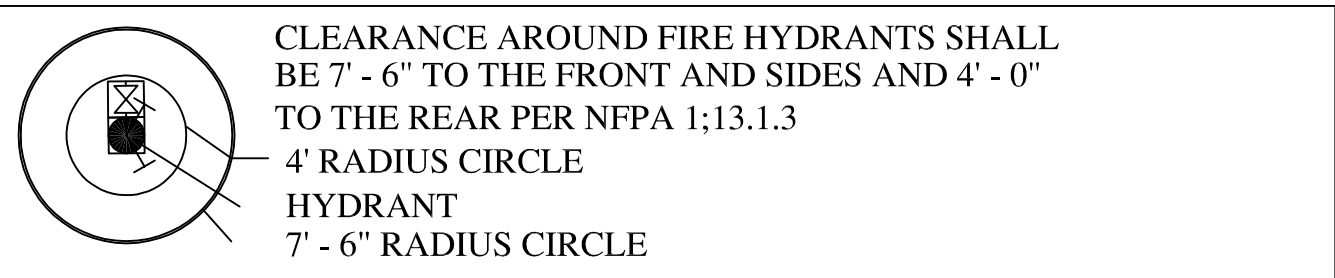 CLEARANCE AROUND FIRE HYDRANTS SHALL
BE 7' - 6" TO THE FRONT AND SIDES AND 4' - 0"
TO THE REAR PER NFPA 1;13.1.3
4' RADIUS CIRCLE
HYDRANT
7' - 6" RADIUS CIRCLE